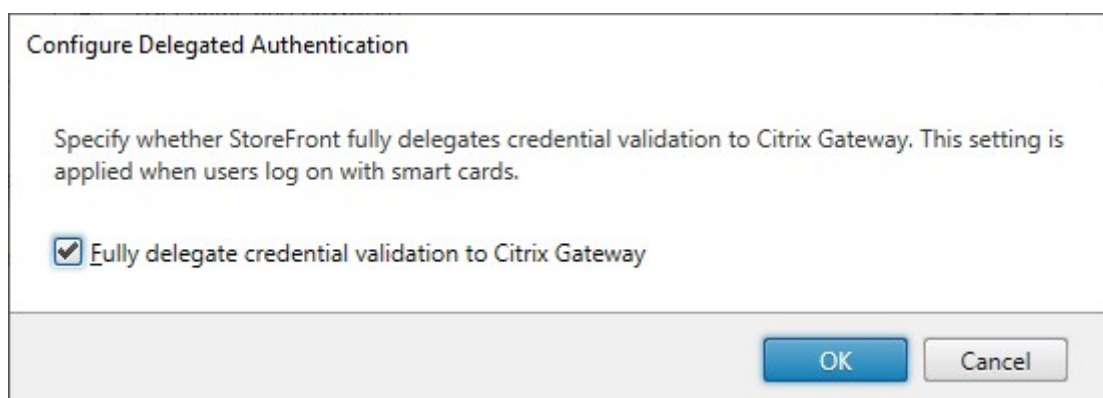 Configure Delegated Authentication
Specify whether StoreFront fully delegates credential validation to Citrix Gateway. This setting is
applied when users log on with smart cards.
Fully delegate credential validation to Citrix Gateway
OK
Cancel